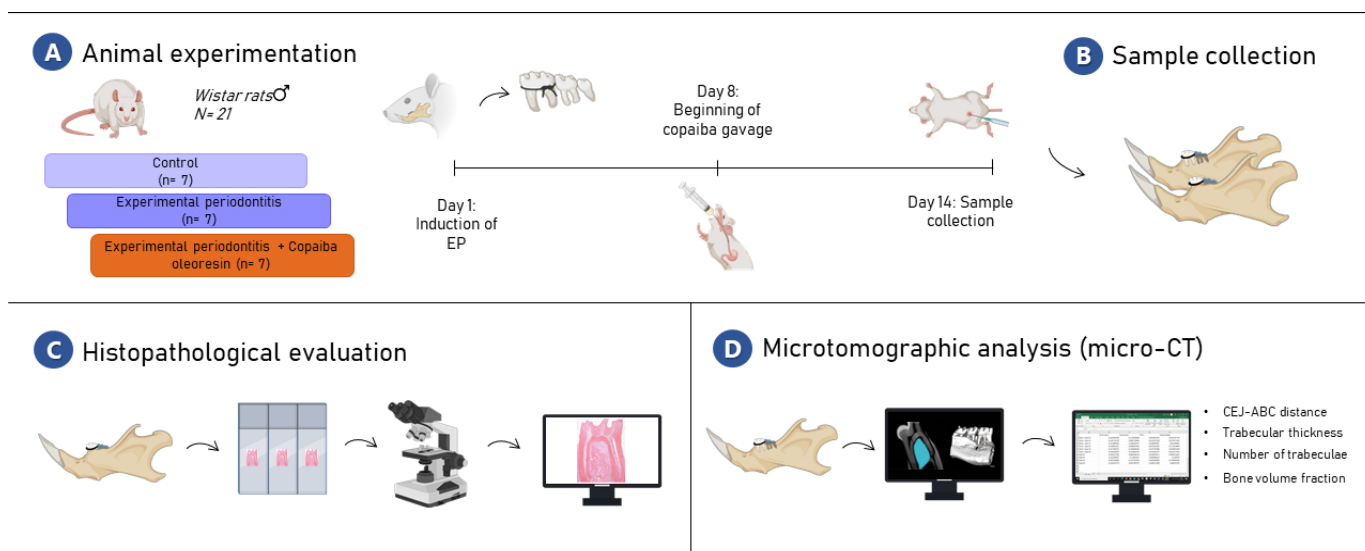 A Animal experimentation
Wistar rats♂
N= 21
Control
(n= 7)
Experimental periodontitis
(n= 7)
Experimental periodontitis + Copaiba
oleoresin (n= 7)
Day 1:
Induction of
EP
Day 8:
Beginning of
copaiba gavage
Day 14: Sample
collection
B Sample collection
C Histopathological evaluation
D Microtomographic analysis (micro-CT)
• CEJ-ABC distance
• Trabecular thickness
• Number of trabeculae
• Bone volume fraction